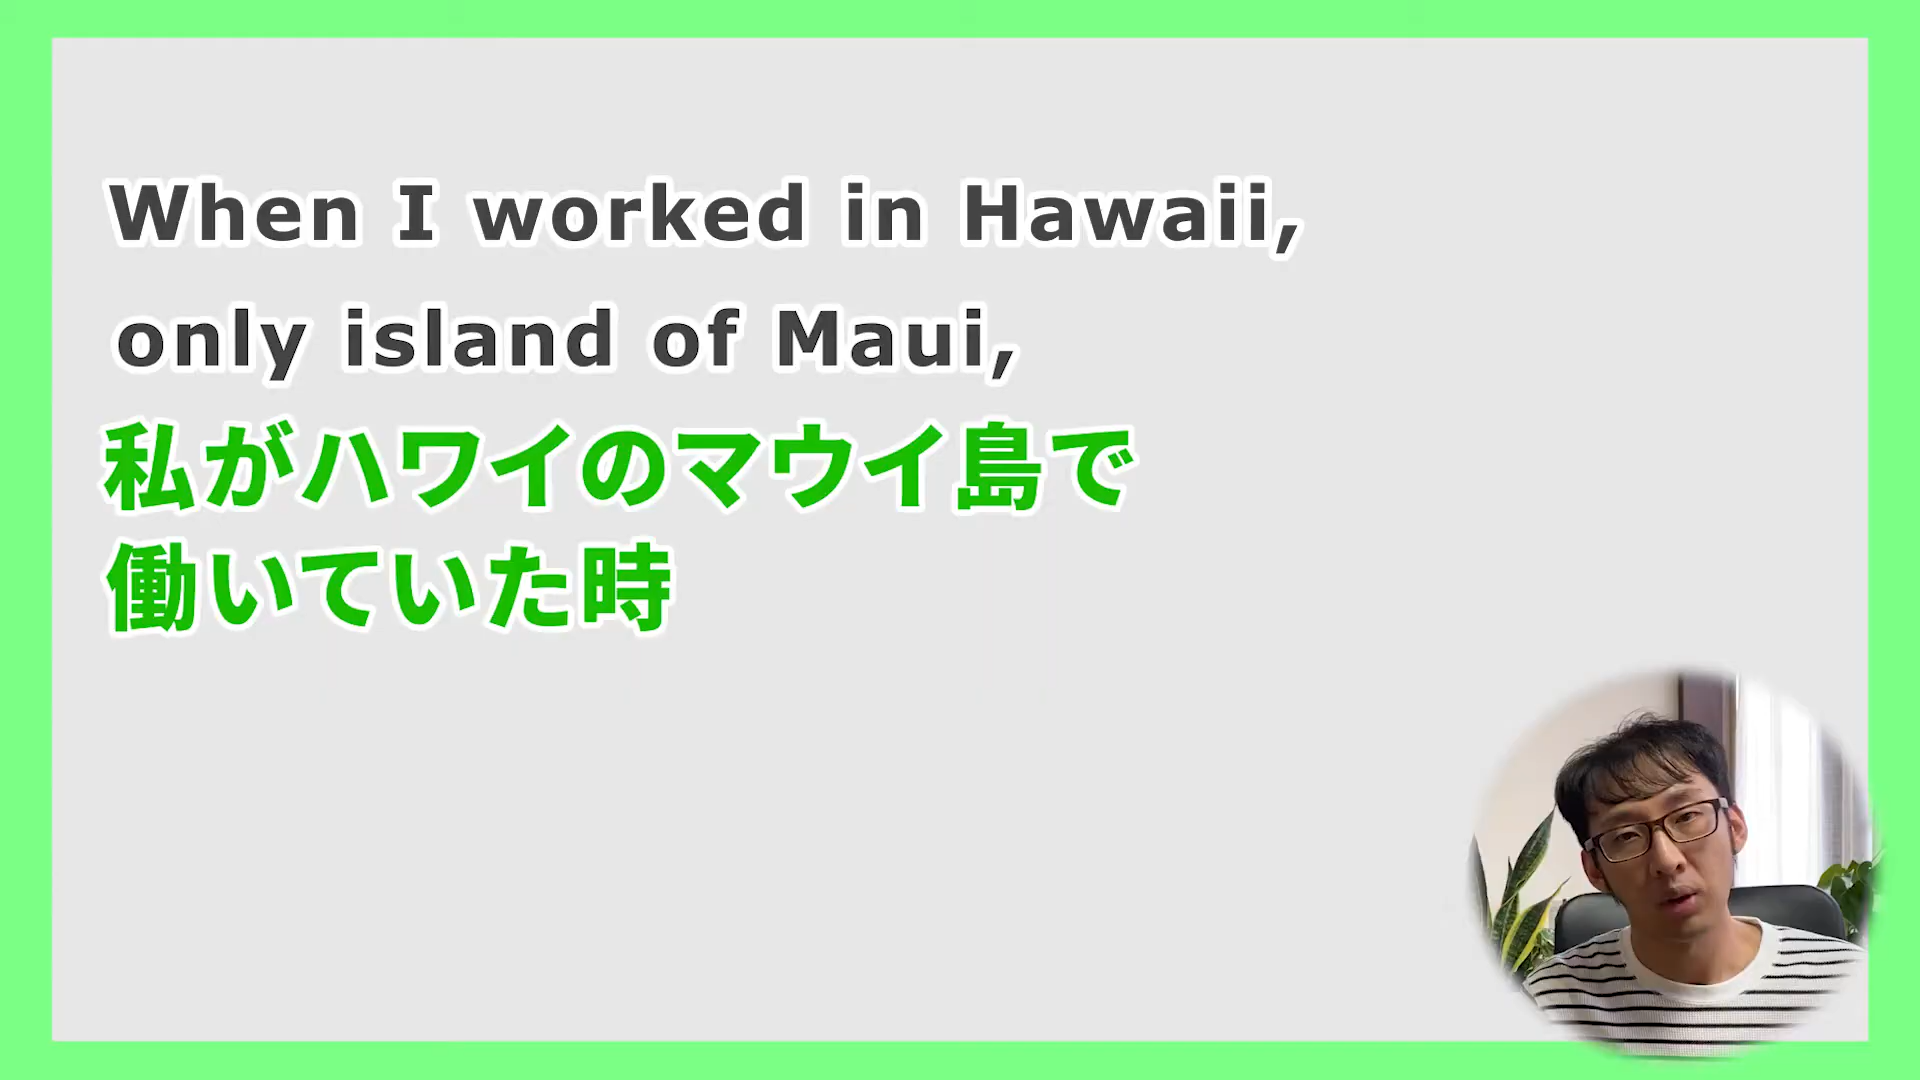 When I worked in Hawaii,
only island of Maui,
私がハワイのマウイ島で
働いていた時